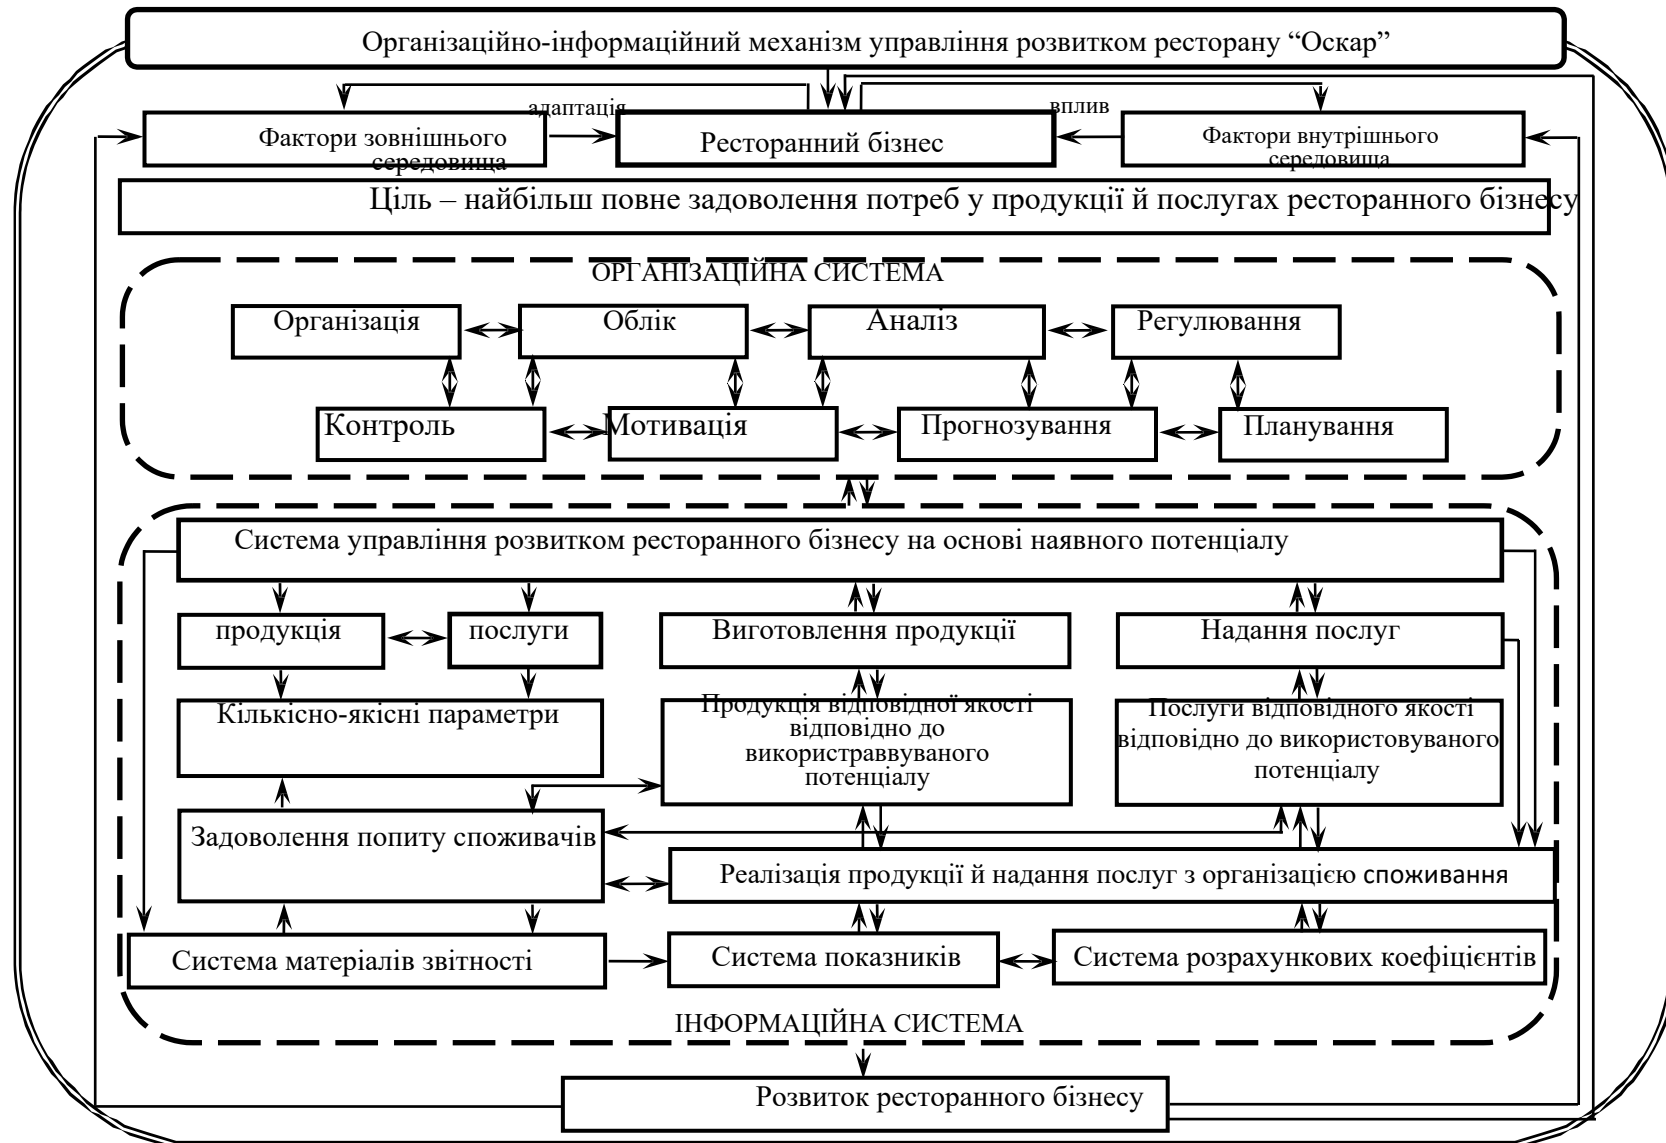 Організаційно-інформаційний механізм управління розвитком ресторану “Оскар”
адаптація
вплив
Фактори зовнішнього
середовища
Ресторанний бізнес
Фактори внутрішнього
середовища
Ціль – найбільш повне задоволення потреб у продукції й послугах ресторанного бізнесу
ОРГАНІЗАЦІЙНА СИСТЕМА
Організація
Облік
Аналіз
Регулювання
Контроль
Мотивація
Прогнозування
Планування
Система управління розвитком ресторанного бізнесу на основі наявного потенціалу
продукція
послуги
Виготовлення продукції
Надання послуг
Кількісно-якісні параметри
Продукція відповідної якості
відповідно до
використраввуваного
потенціалу
Послуги відповідного якості
відповідно до використовуваного
потенціалу
Задоволення попиту споживачів
Реалізація продукції й надання послуг з організацією споживання
Система матеріалів звітності
Система показників
Система розрахункових коефіцієнтів
ІНФОРМАЦІЙНА СИСТЕМА
Розвиток ресторанного бізнесу